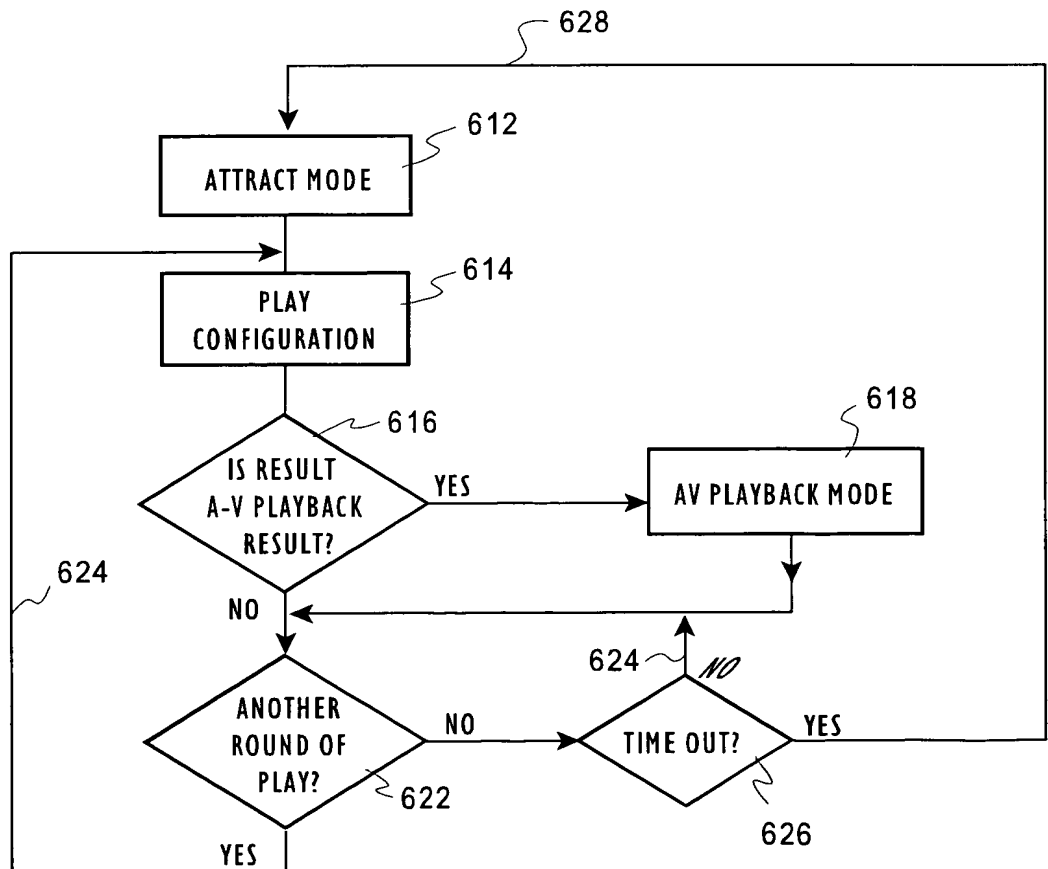 628
612
ATTRACT MODE
614
PLAY
CONFIGURATION
616
618
IS RESULT
A-V PLAYBACK
RESULT?
YES
AV PLAYBACK MODE
624
NO
624
NO
ANOTHER
ROUND OF
PLAY?
NO
TIME OUT?
YES
622
626
YES